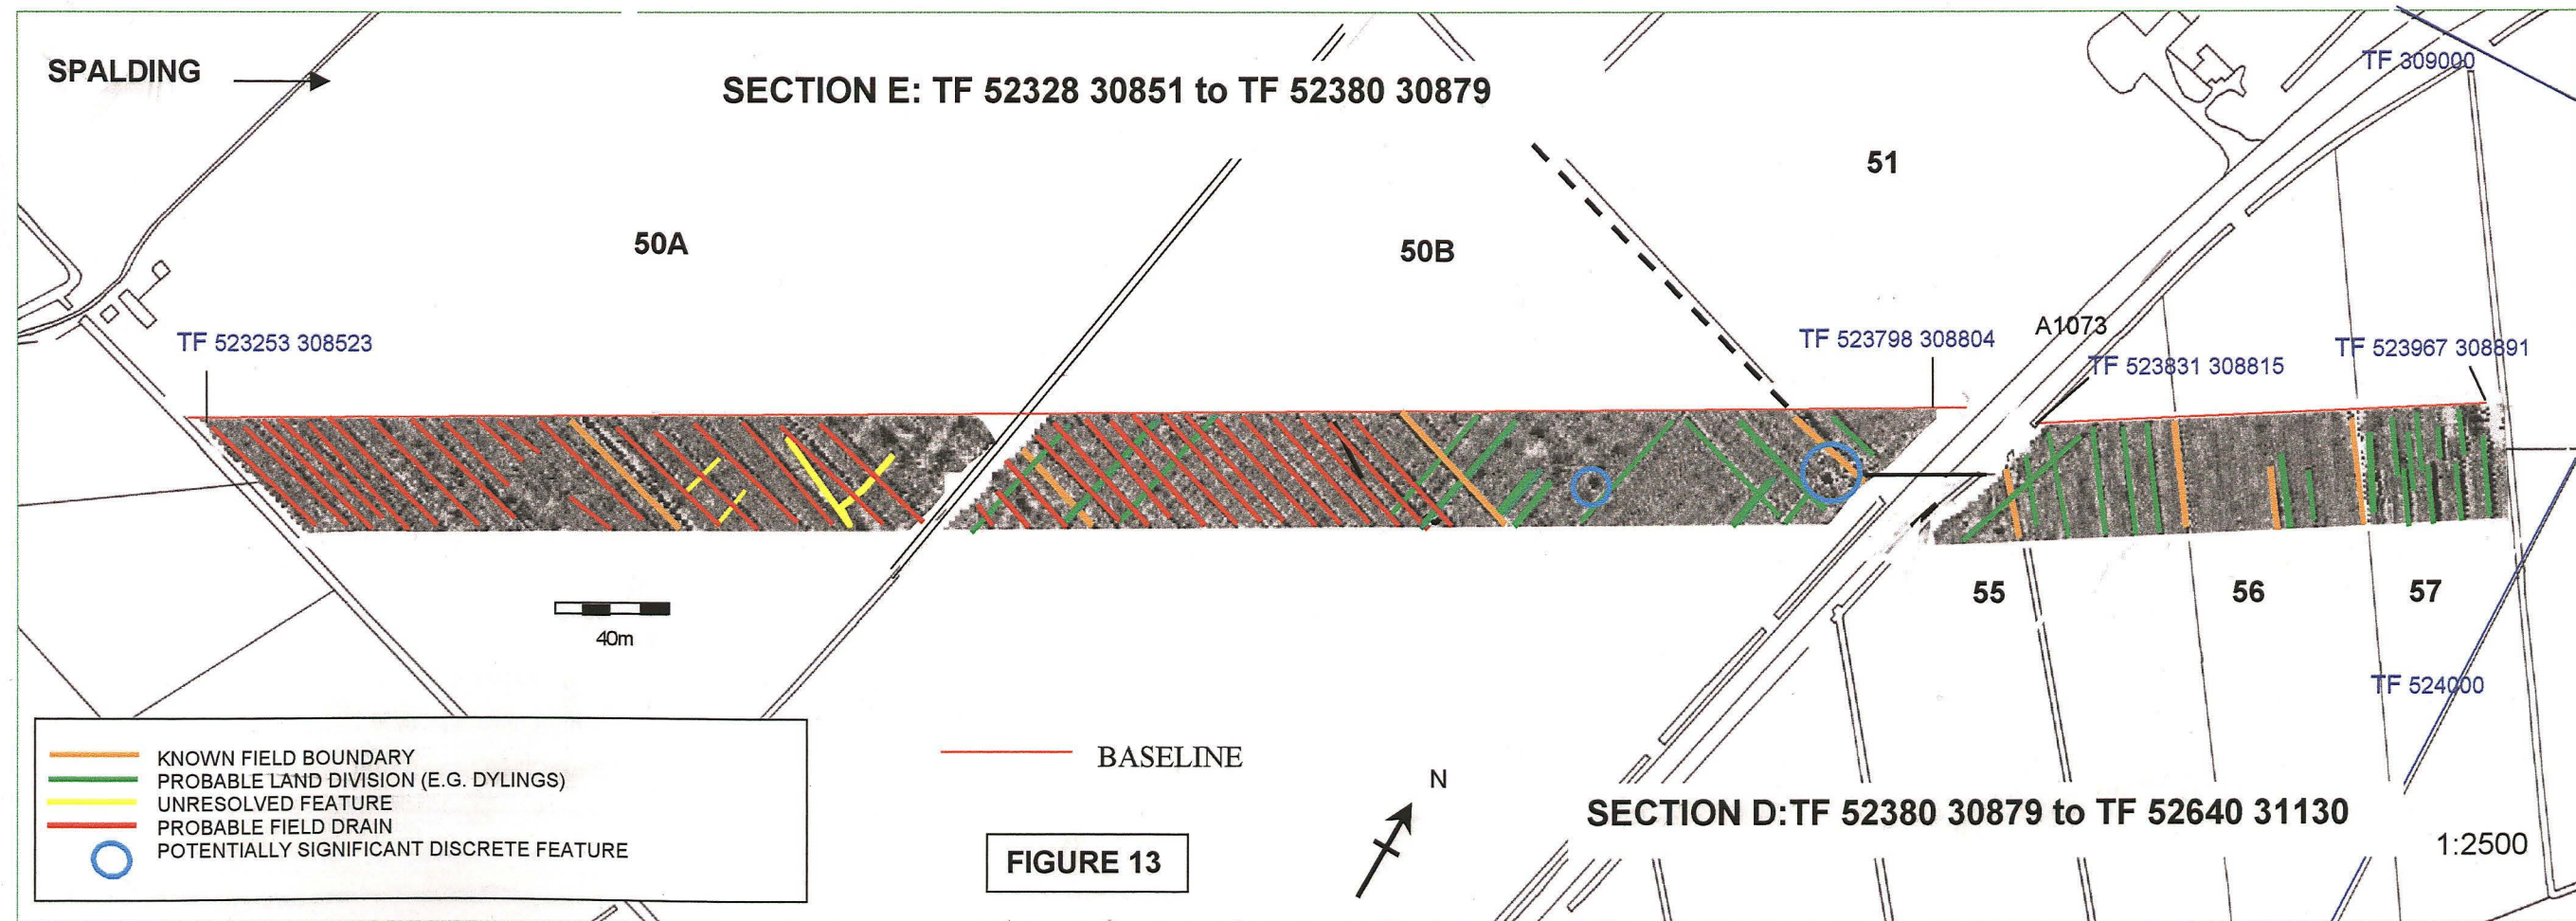 SPALDING
SECTION E: TF 52328 30851 to TF 52380 30879
TF 309000
51
50A
50B
A1073
TF 523253 308523
TF 523798 308804
TF 523831 308815
TF 523967 308891
55
56
57
40m
TF 524000
KNOWN FIELD BOUNDARY
PROBABLE LAND DIVISION (E.G. DYLINGS)
UNRESOLVED FEATURE
PROBABLE FIELD DRAIN
POTENTIALLY SIGNIFICANT DISCRETE FEATURE
BASELINE
N
FIGURE 13
SECTION D:TF 52380 30879 to TF 52640 31130
1:2500